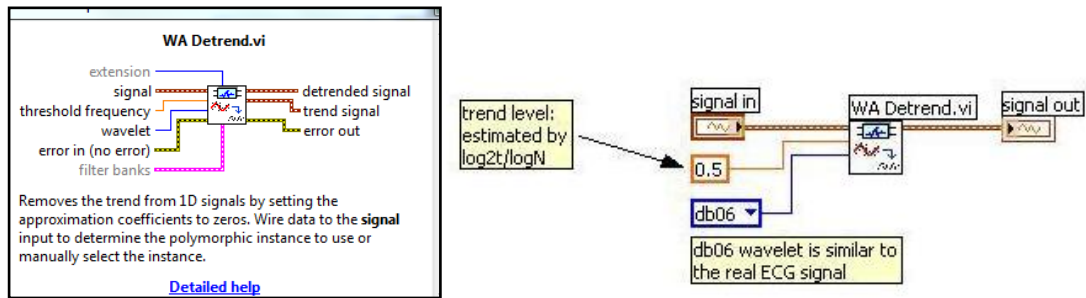 WA Detrend.vi
extension
signal
detrended signal
threshold frequency
trend signal
wavelet
error out
error in (no error)
filter banks
Removes the trend from 1D signals by setting the
approximation coefficients to zeros. Wire data to the signal
input to determine the polymorphic instance to use or
manually select the instance.
Detailed help
trend level:
estimated by
log2t/logN
signal in
WA Detrend.vi
signal out
0.5
db06
db06 wavelet is similar to
the real ECG signal